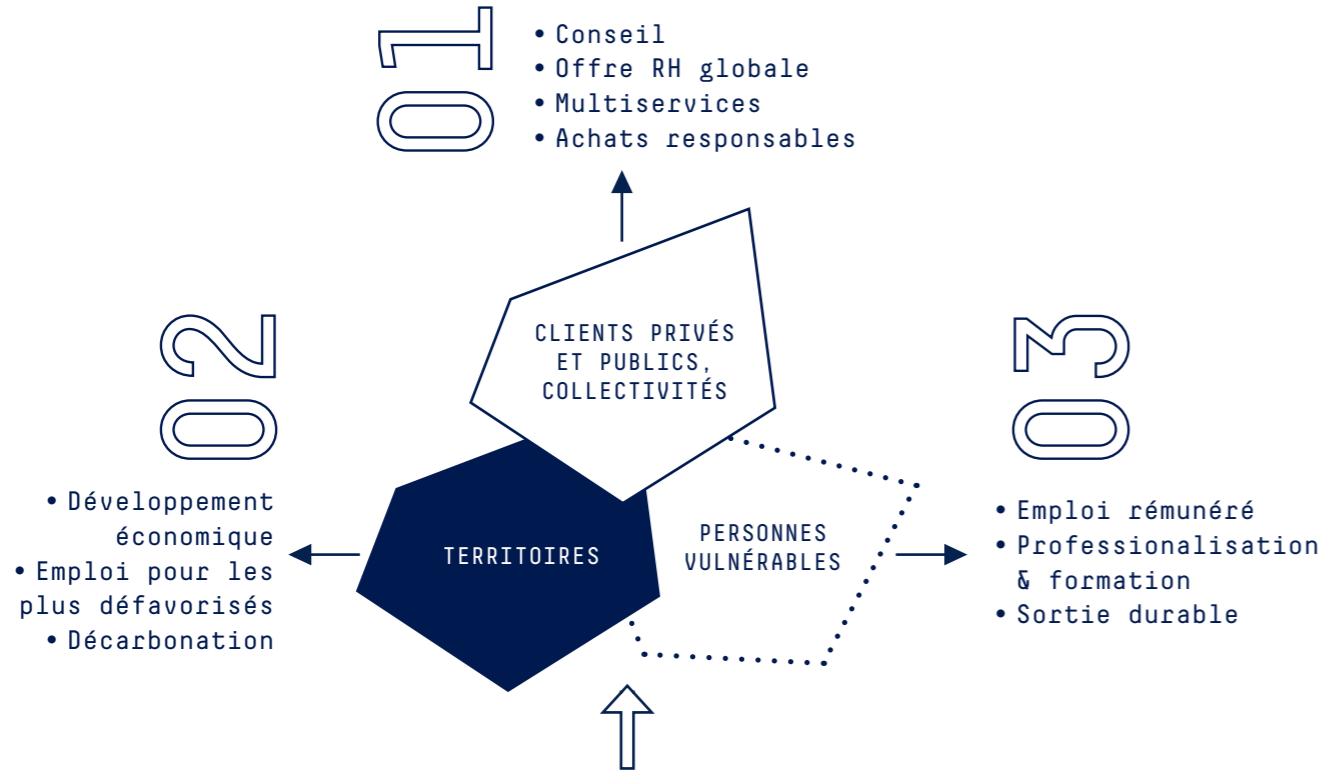 01
• Conseil
• Offre RH globale
• Multiservices
• Achats responsables
CLIENTS PRIVÉS
ET PUBLICS,
COLLECTIVITÉS
02
• Développement
économique
• Emploi pour les
plus défavorisés
• Décarbonation
TERRITOIRES
PERSONNES
VULNÉRABLES
03
• Emploi rémunéré
• Professionalisation
& formation
• Sortie durable